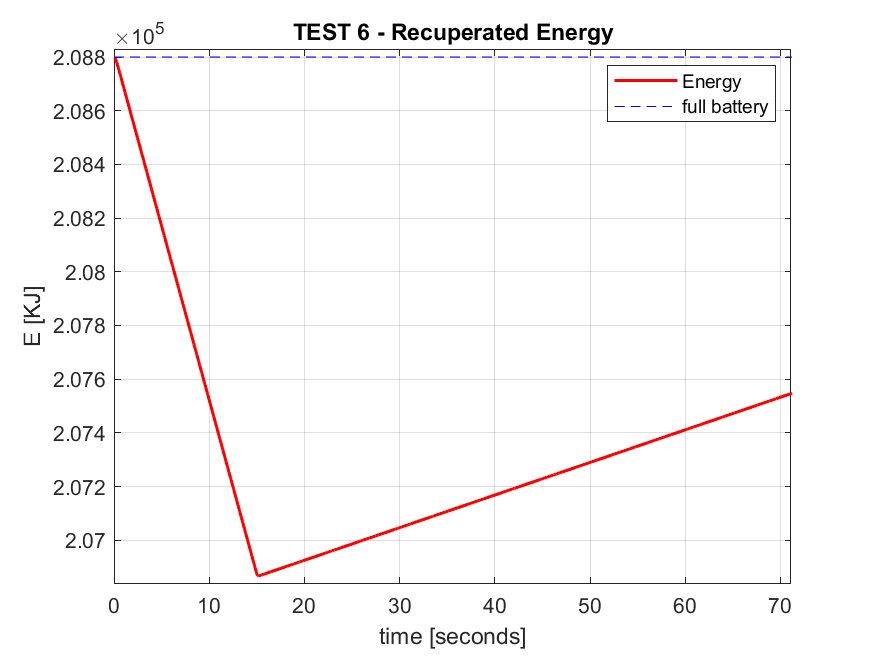 TEST 6 - Recuperated Energy
×10⁵
2.088
2.086
2.084
2.082
2.08
2.078
2.076
2.074
2.072
2.07
E [KJ]
Energy
full battery
0 10 20 30 40 50 60 70
time [seconds]